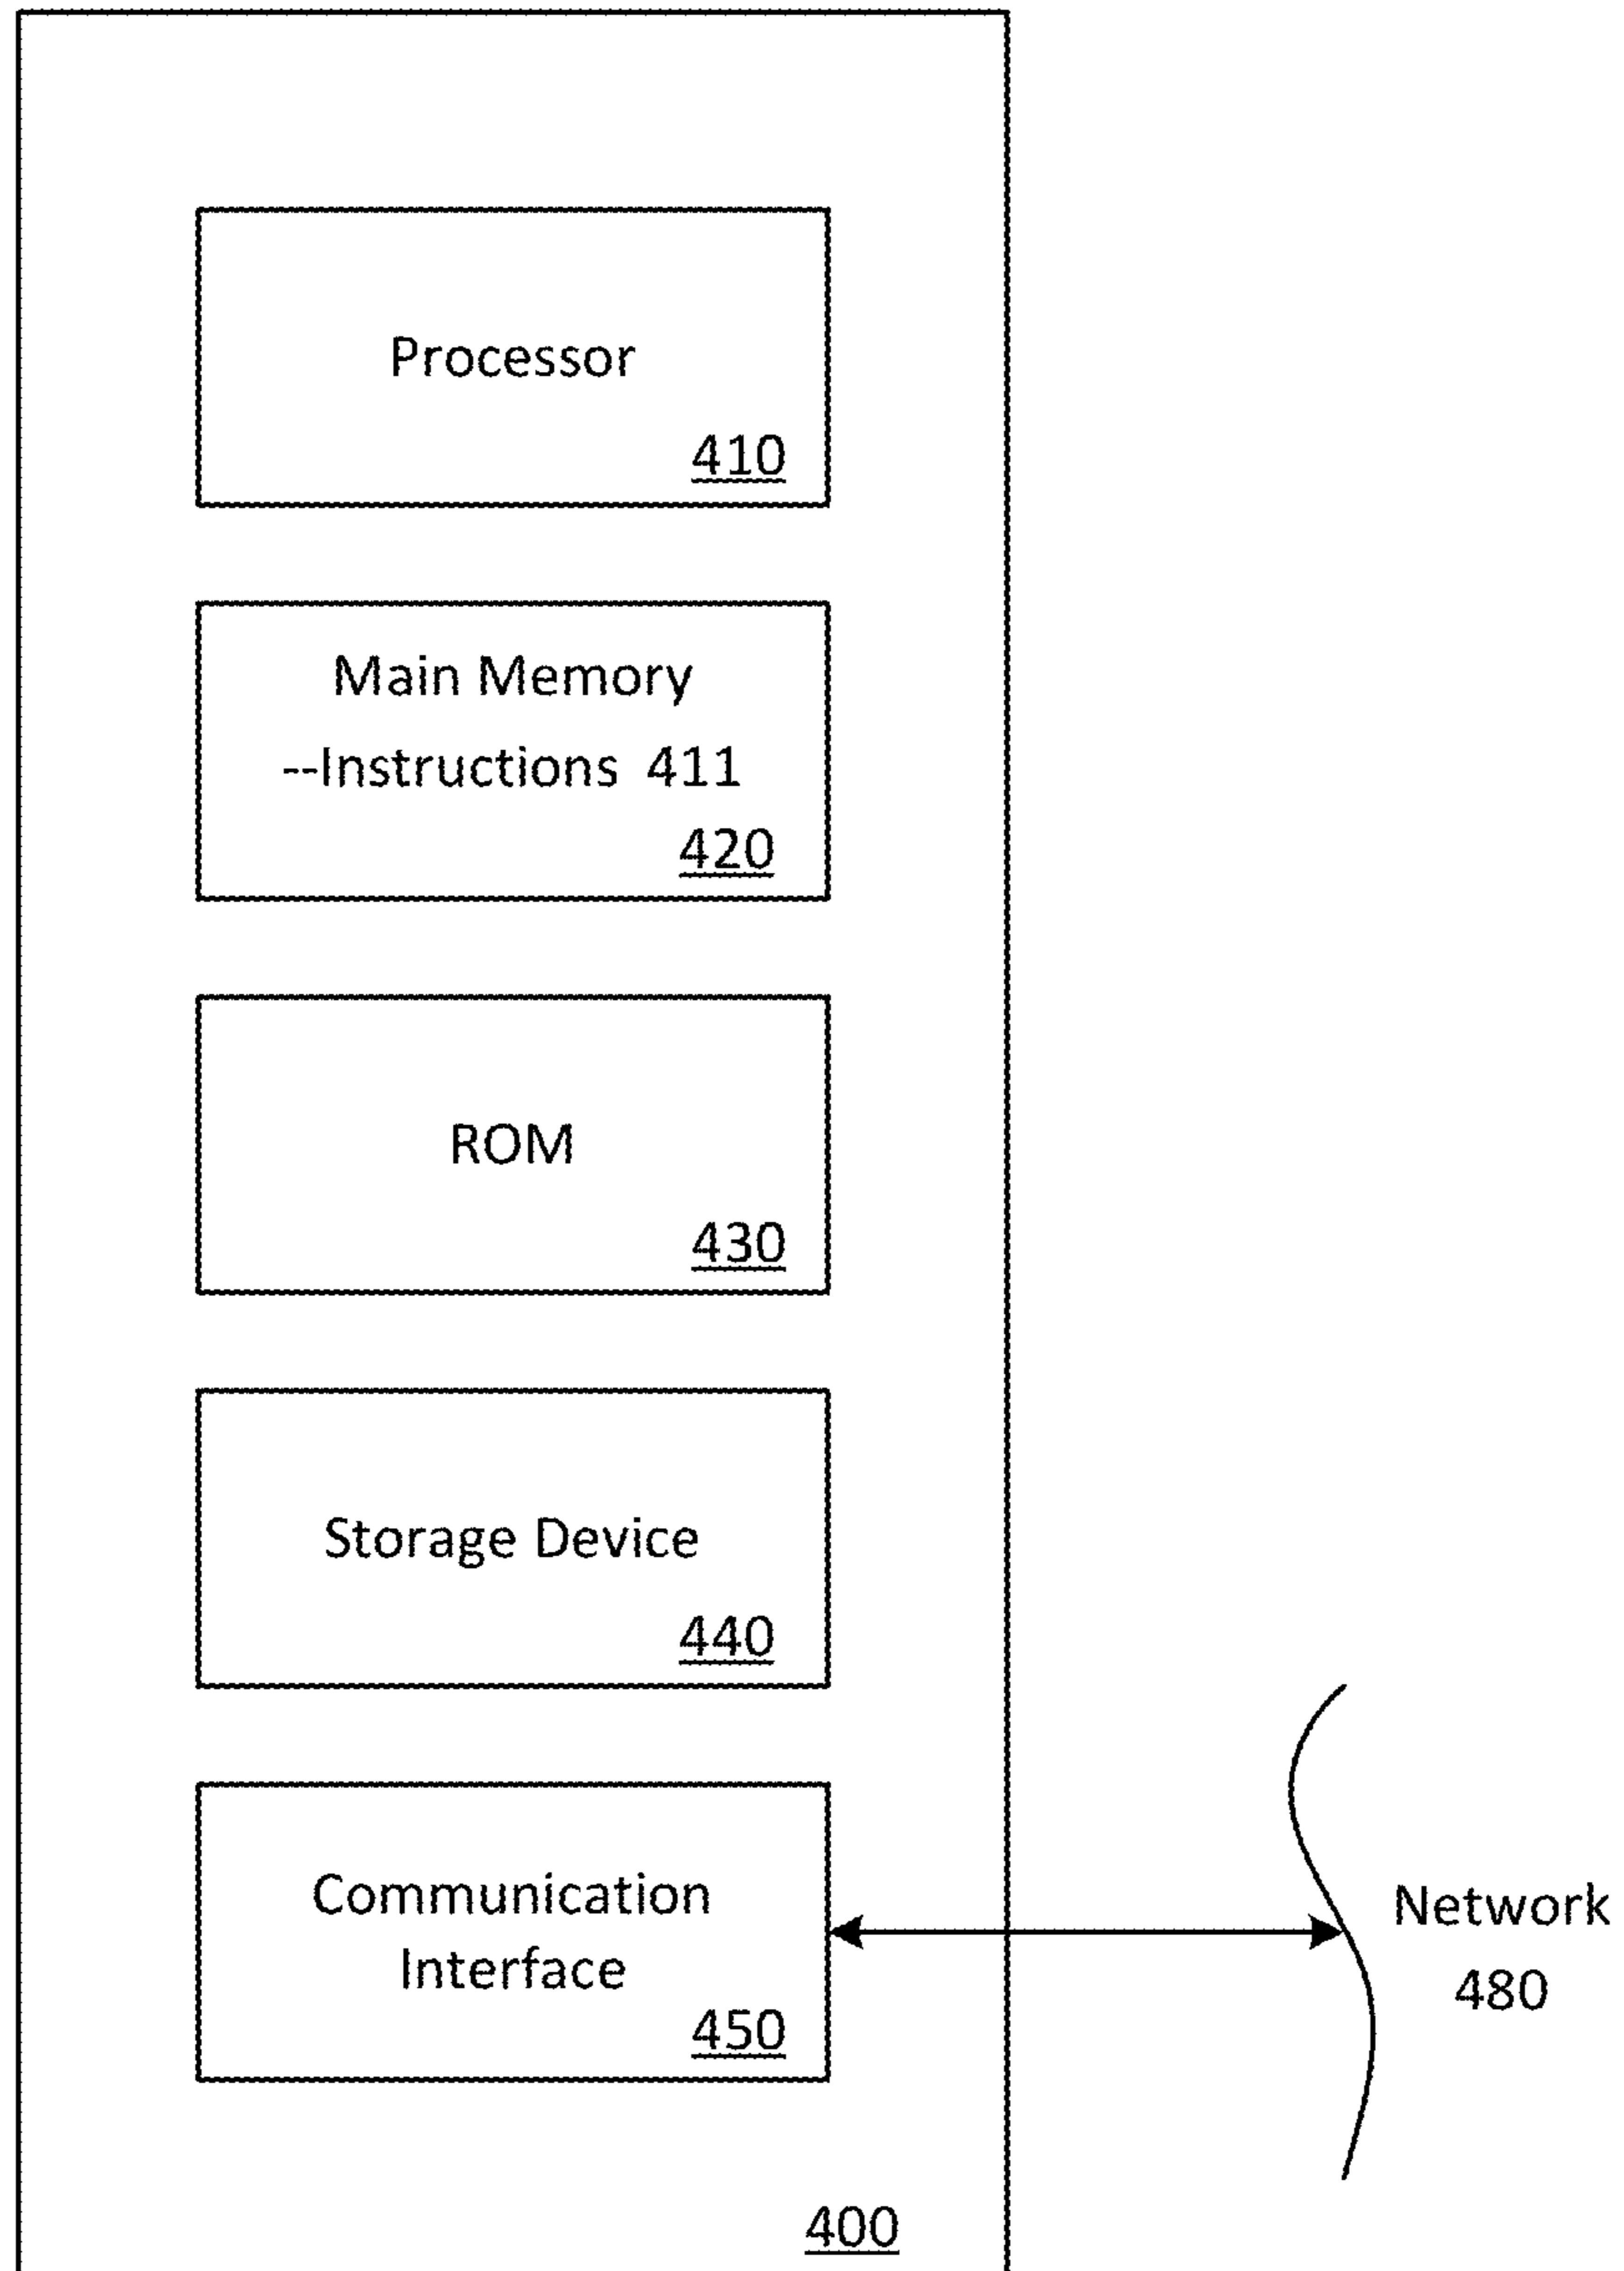 Processor
410
Main Memory
--Instructions 411
420
ROM
430
Storage Device
440
Communication
Interface
450
Network
480
400